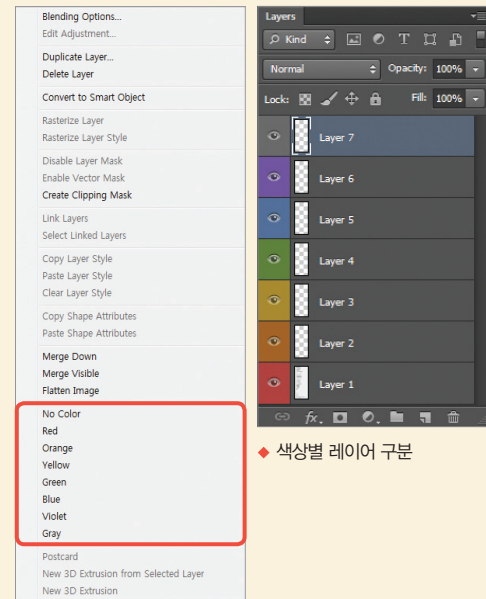 Blending Options...
Edit Adjustment...
Duplicate Layer...
Delete Layer
Convert to Smart Object
Rasterize Layer
Rasterize Layer Style
Disable Layer Mask
Enable Vector Mask
Create Clipping Mask
Link Layers
Select Linked Layers
Copy Layer Style
Paste Layer Style
Clear Layer Style
Copy Shape Attributes
Paste Shape Attributes
Merge Down
Merge Visible
Flatten Image
No Color
Red
Orange
Yellow
Green
Blue
Violet
Gray
Postcard
New 3D Extrusion from Selected Layer
New 3D Extrusion
Layers
Kind
Normal Opacity: 100%
Lock: Fill: 100%
Layer 7
Layer 6
Layer 5
Layer 4
Layer 3
Layer 2
Layer 1
fx
◆ 색상별 레이어 구분